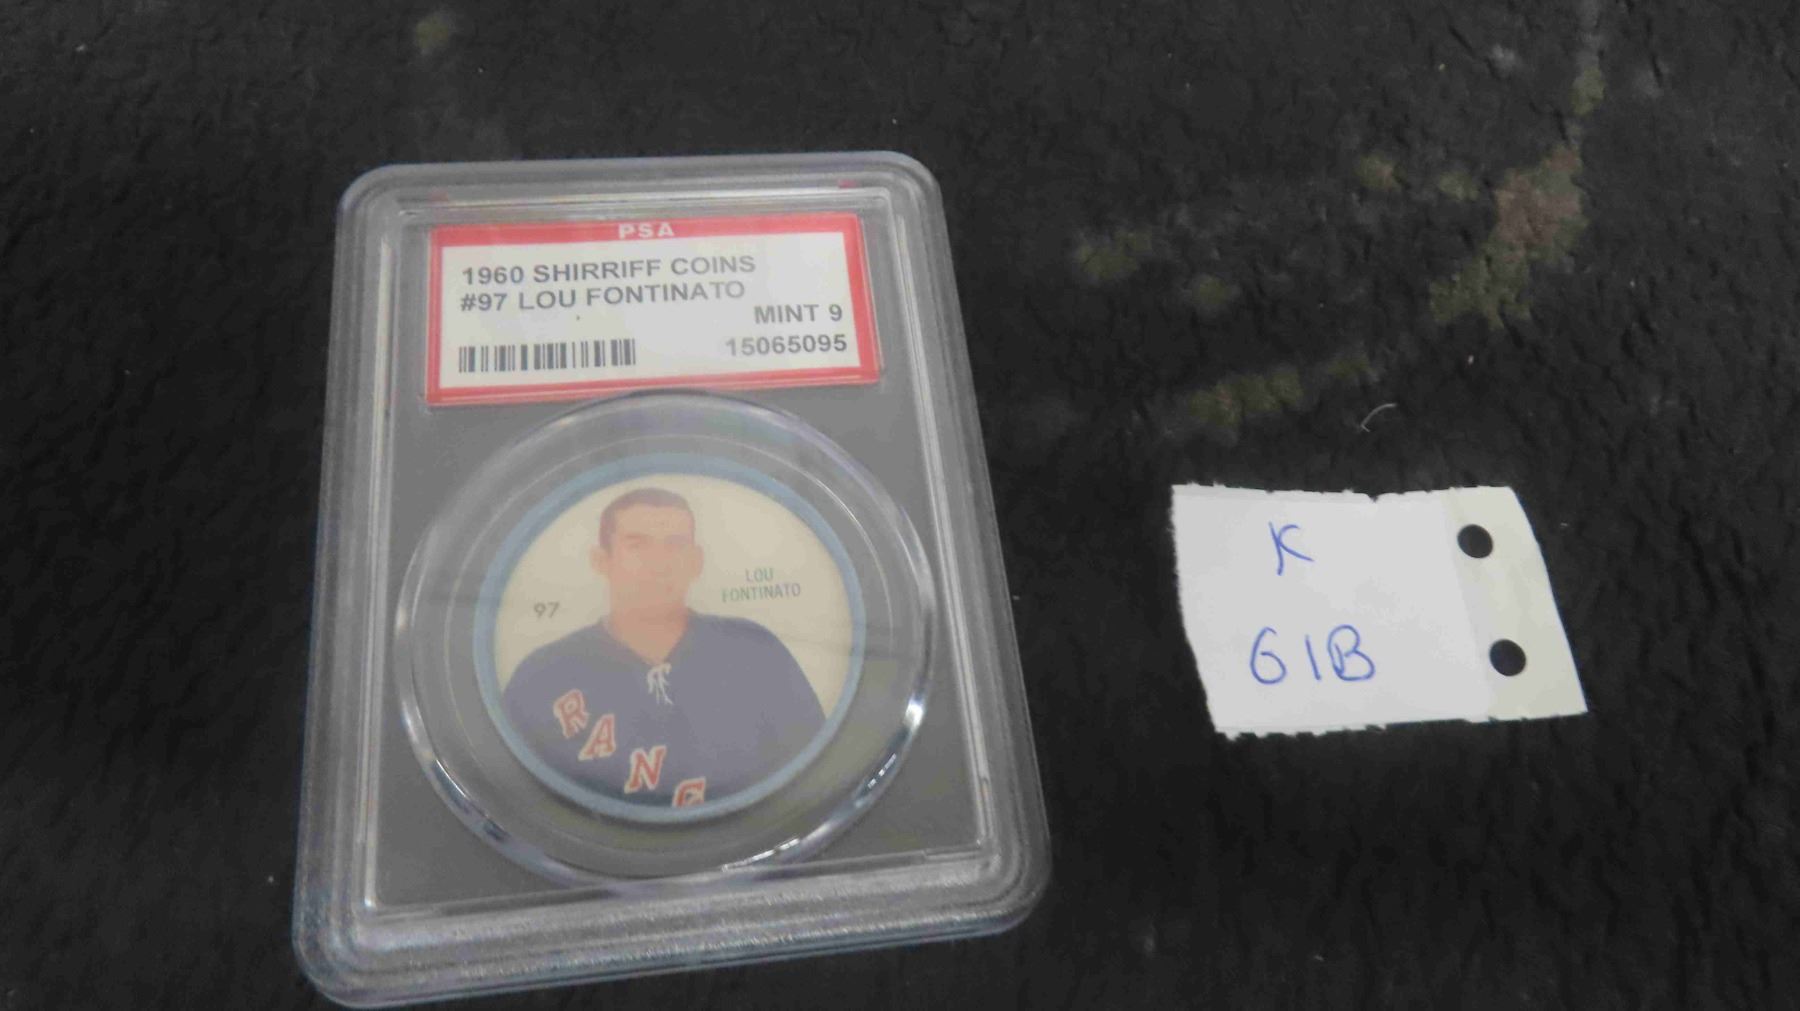 PSA
1960 SHIRRIFF COINS
#97 LOU FONTINATO
MINT 9
15065095
LOU
FONTINATO
97
RANG
K
61B